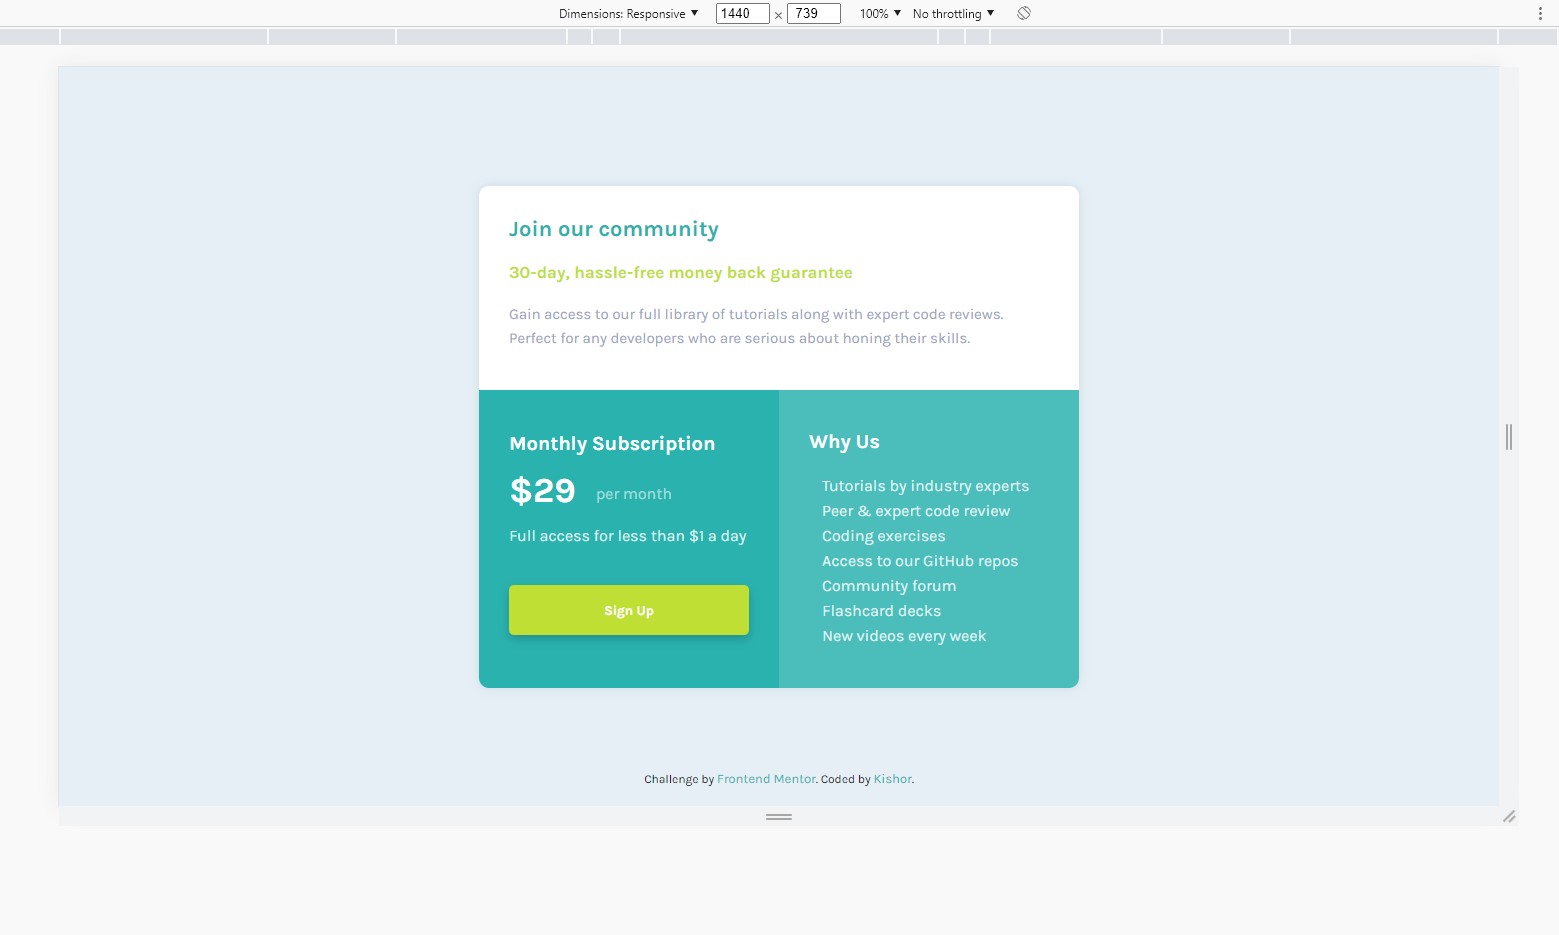 Dimensions: Responsive ▼ 1440 × 739 100% ▼ No throttling ▼
Join our community
30-day, hassle-free money back guarantee
Gain access to our full library of tutorials along with expert code reviews.
Perfect for any developers who are serious about honing their skills.
Monthly Subscription
$29 per month
Full access for less than $1 a day
Sign Up
Why Us
Tutorials by industry experts
Peer & expert code review
Coding exercises
Access to our GitHub repos
Community forum
Flashcard decks
New videos every week
Challenge by Frontend Mentor. Coded by Kishor.